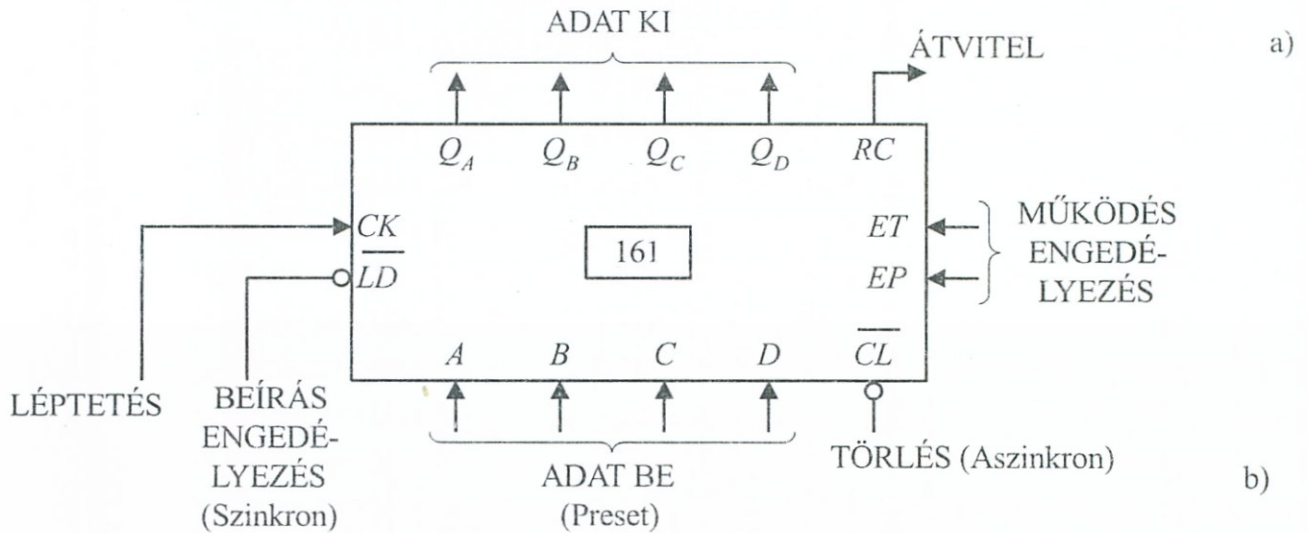 ADAT KI
ÁTVITEL
a)
Q_A Q_B Q_C Q_D RC
CK
LD
161
ET
EP
MŰKÖDÉS
ENGEDÉ-
LYEZÉS
A B C D CL
LÉPTETÉS
BEÍRÁS
ENGEDÉ-
LYEZÉS
(Szinkron)
ADAT BE
(Preset)
TÖRLÉS (Aszinkron)
b)